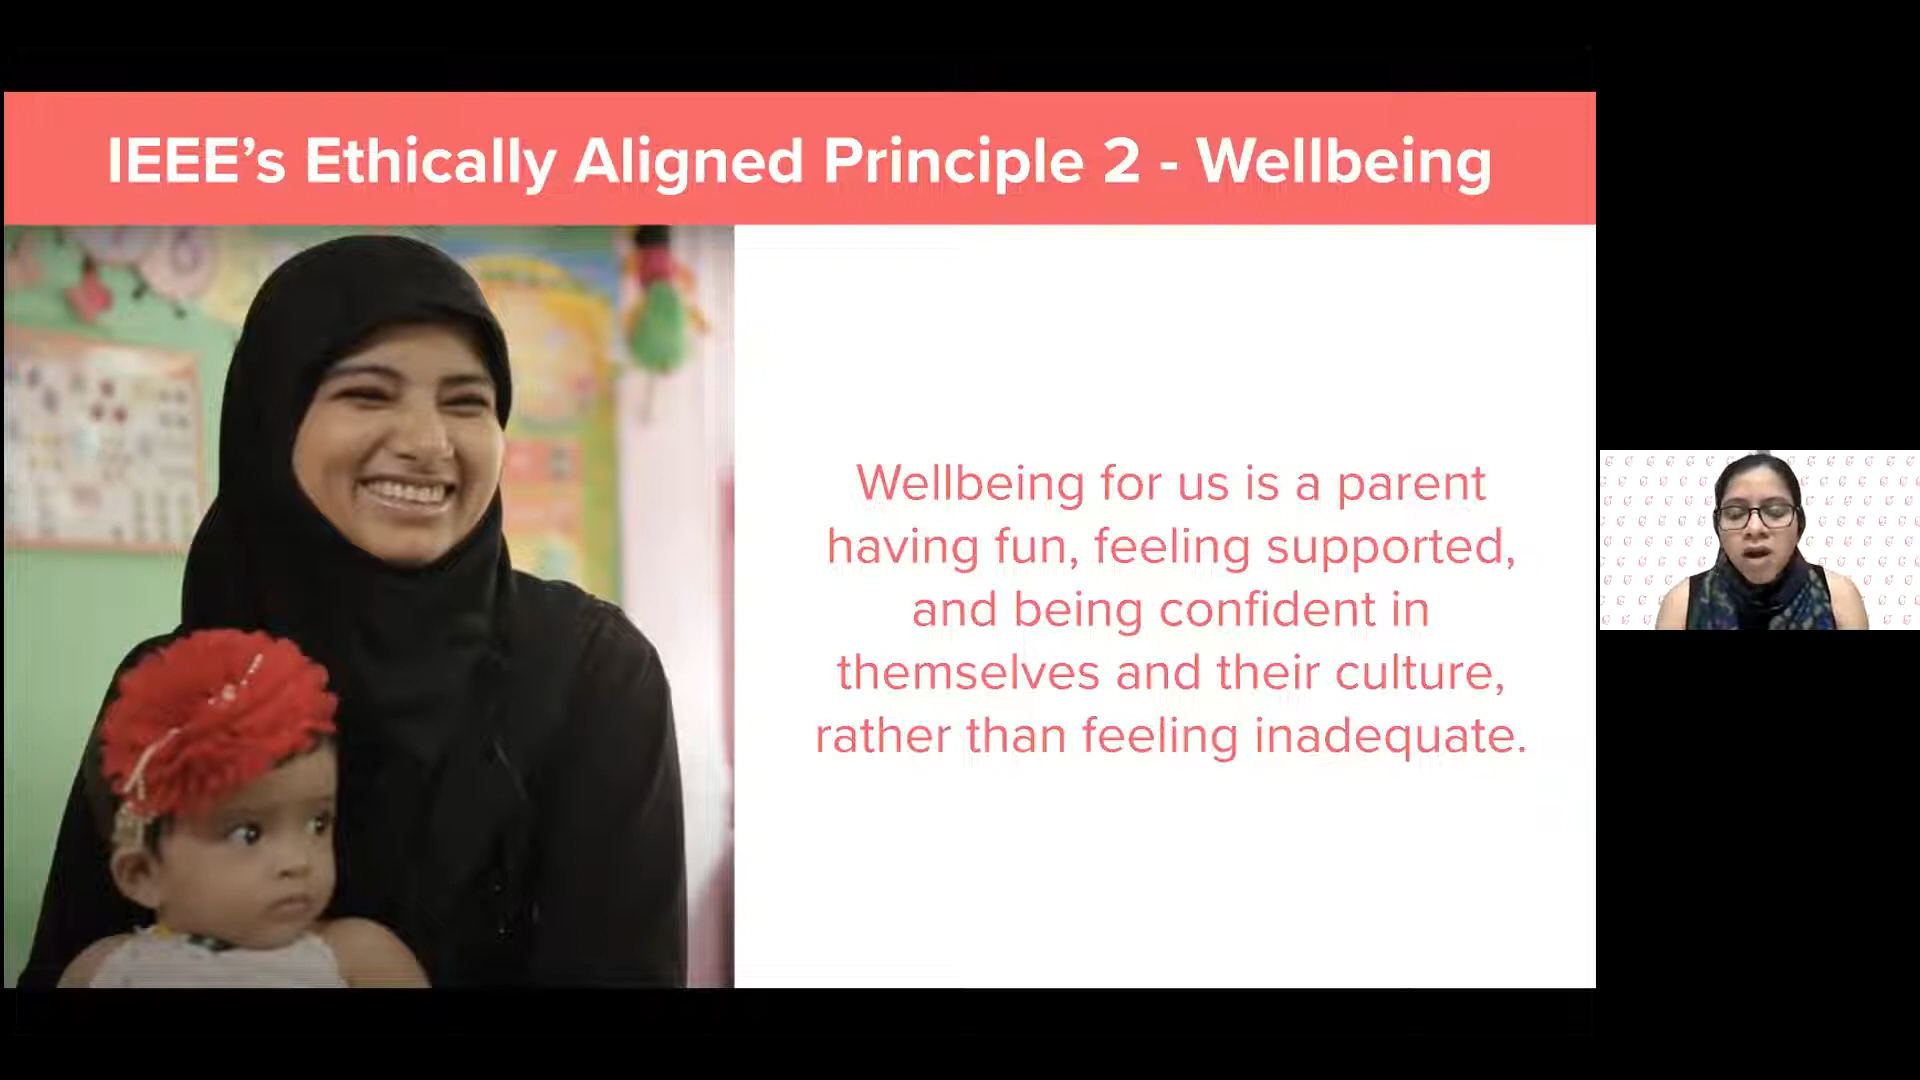 IEEE’s Ethically Aligned Principle 2 - Wellbeing
Wellbeing for us is a parent
having fun, feeling supported,
and being confident in
themselves and their culture,
rather than feeling inadequate.